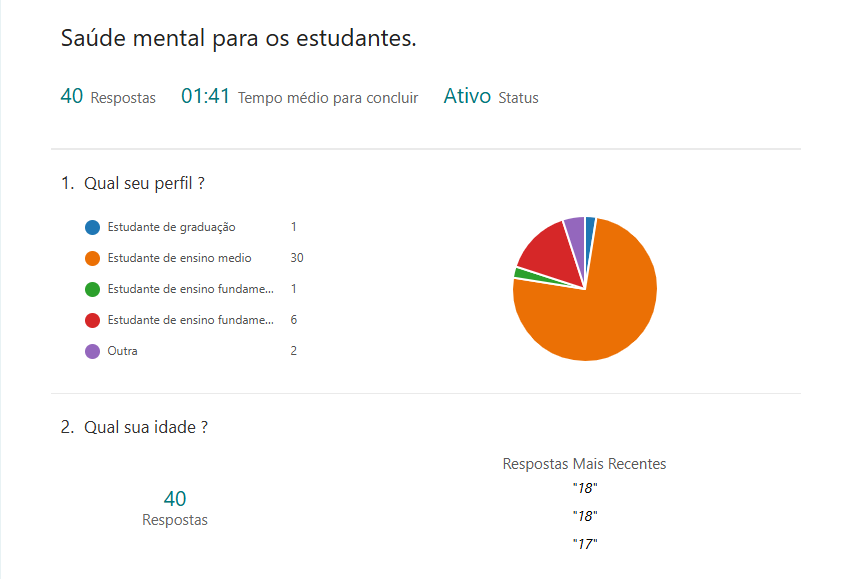 Saúde mental para os estudantes.
40 Respostas 01:41 Tempo médio para concluir Ativo Status
1. Qual seu perfil ?
Estudante de graduação 1
Estudante de ensino medio 30
Estudante de ensino fundame... 1
Estudante de ensino fundame... 6
Outra 2
2. Qual sua idade ?
40
Respostas
Respostas Mais Recentes
"18"
"18"
"17"